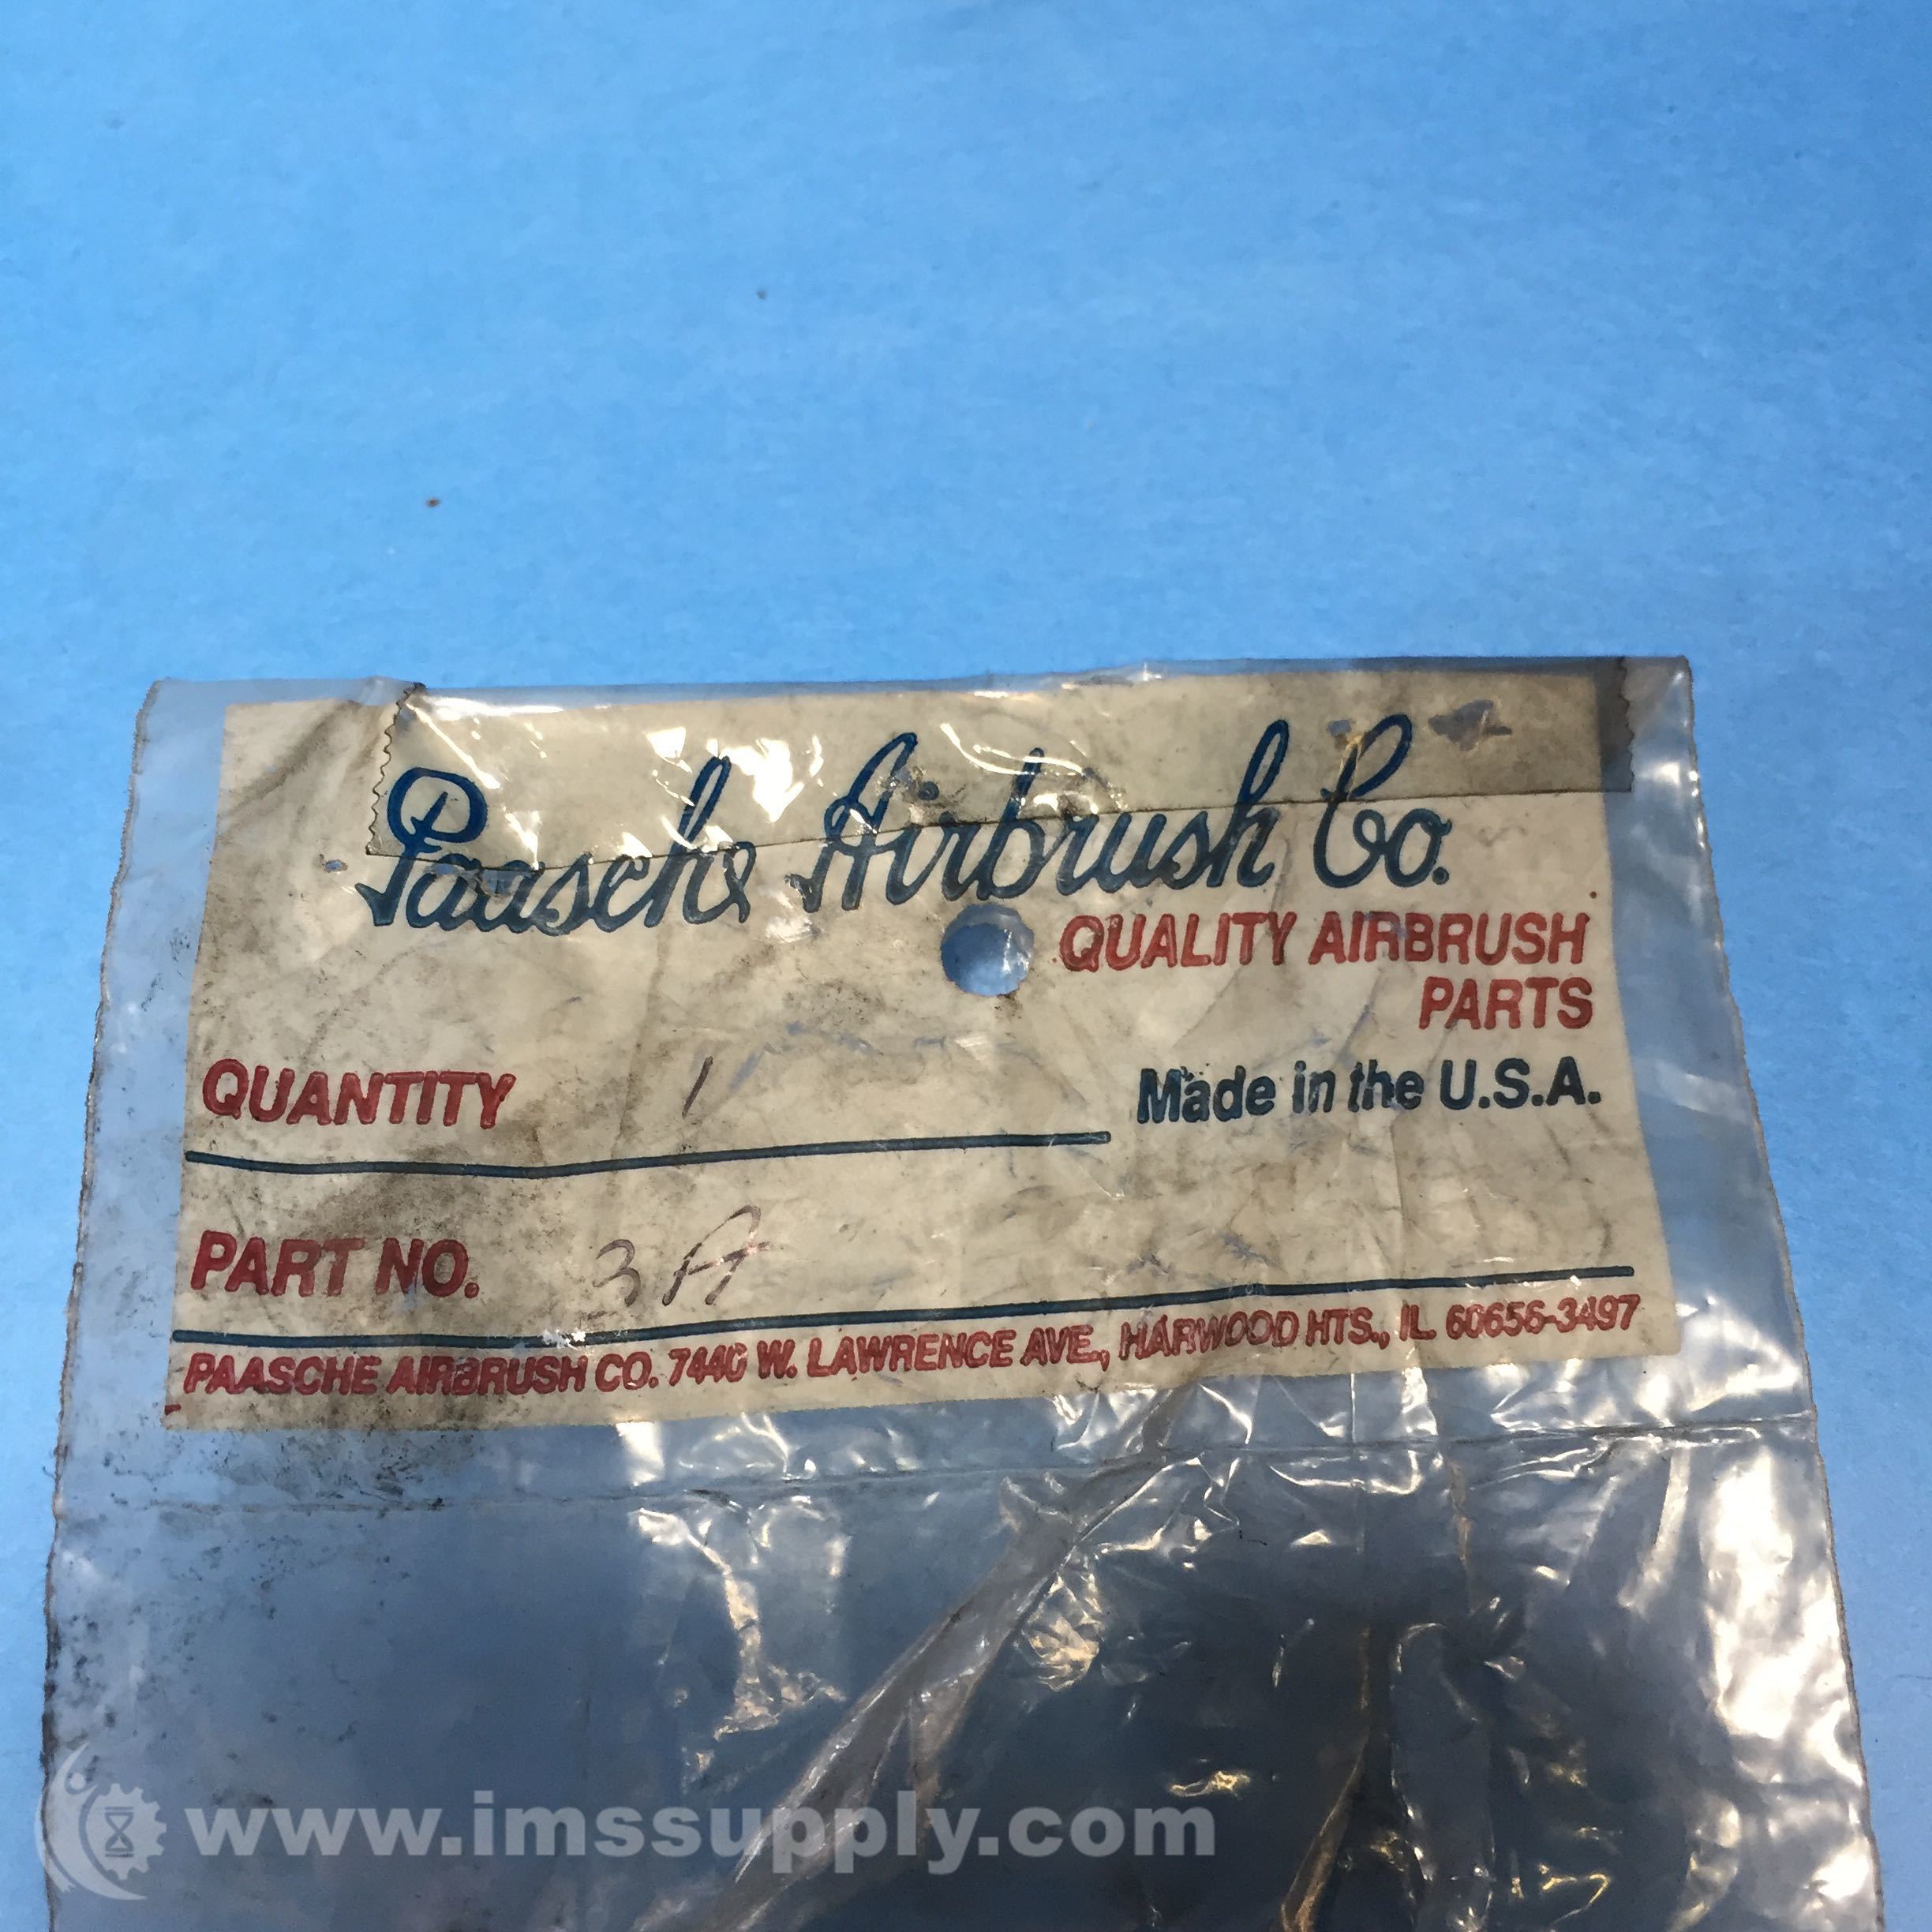 Paasche Airbrush Co.
QUALITY AIRBRUSH
PARTS
QUANTITY 1
Made in the U.S.A.
PART NO. 3A
PAASCHE AIRBRUSH CO. 7440 W. LAWRENCE AVE., HARWOOD HTS., IL 60656-3497
www.imssupply.com